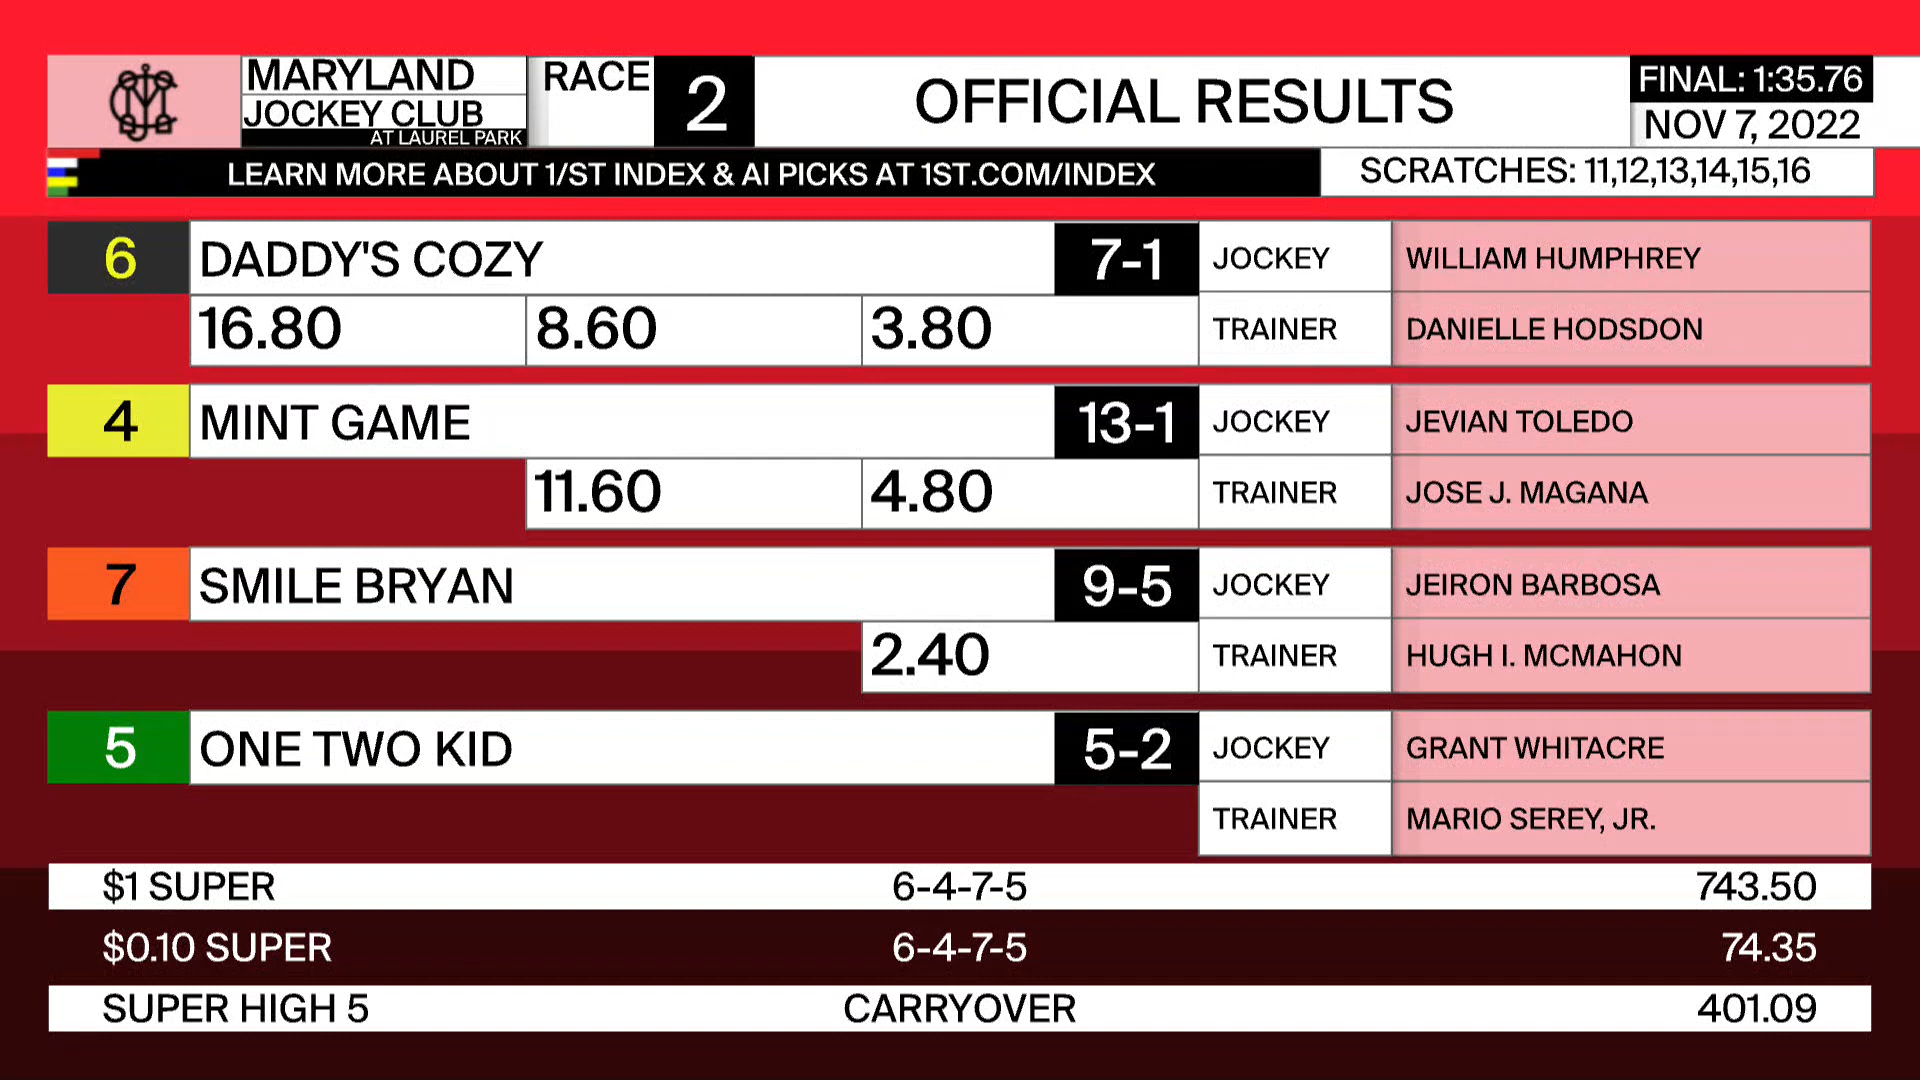 MARYLAND
JOCKEY CLUB
AT LAUREL PARK
RACE 2
OFFICIAL RESULTS
FINAL: 1:35.76
NOV 7, 2022
LEARN MORE ABOUT 1/ST INDEX & AI PICKS AT 1ST.COM/INDEX
SCRATCHES: 11,12,13,14,15,16
6 DADDY'S COZY 7-1 JOCKEY WILLIAM HUMPHREY
16.80 8.60 3.80 TRAINER DANIELLE HODSDON
4 MINT GAME 13-1 JOCKEY JEVIAN TOLEDO
11.60 4.80 TRAINER JOSE J. MAGANA
7 SMILE BRYAN 9-5 JOCKEY JEIRON BARBOSA
2.40 TRAINER HUGH I. MCMAHON
5 ONE TWO KID 5-2 JOCKEY GRANT WHITACRE
TRAINER MARIO SEREY, JR.
$1 SUPER 6-4-7-5 743.50
$0.10 SUPER 6-4-7-5 74.35
SUPER HIGH 5 CARRYOVER 401.09